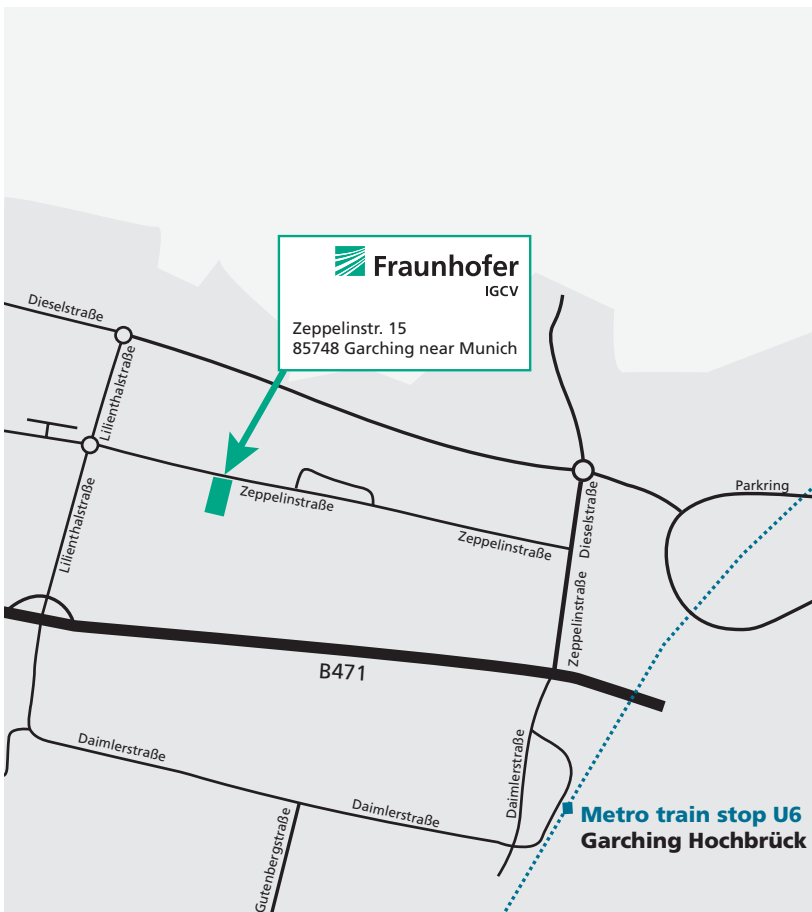 Fraunhofer
IGCV
Zeppelinstr. 15
85748 Garching near Munich
Dieselstraße
Lilienthalstraße
Lilienthalstraße
Zeppelinstraße
Zeppelinstraße
Dieselstraße
Parkring
Zeppelinstraße
B471
Daimlerstraße
Daimlerstraße
Daimlerstraße
Gutenbergstraße
Metro train stop U6
Garching Hochbrück